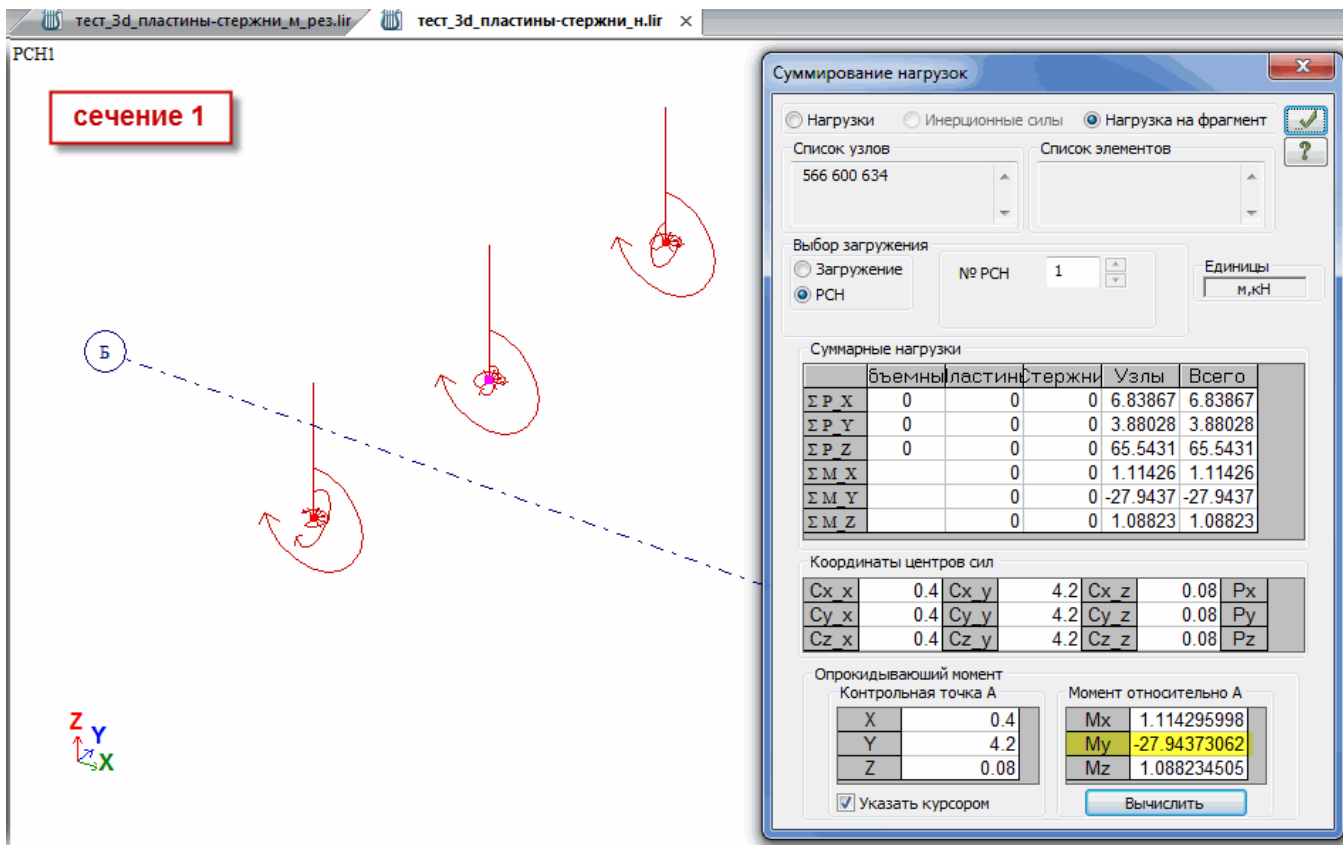 тест_3d_пластины-стержни_м_рез.lir
тест_3d_пластины-стержни_н.lir
РСН1
сечение 1
Б
Z
Y
X
Суммирование нагрузок
Нагрузки Инерционные силы Нагрузка на фрагмент
Список узлов Список элементов
566 600 634
Выбор загружения
Загружение
РСН
№ РСН 1
Единицы
м,кН
Суммарные нагрузки
бъемны ластин Стержни Узлы Всего
Σ P_X 0 0 0 6.83867 6.83867
Σ P_Y 0 0 0 3.88028 3.88028
Σ P_Z 0 0 0 65.5431 65.5431
Σ M_X 0 0 1.11426 1.11426
Σ M_Y 0 0 -27.9437 -27.9437
Σ M_Z 0 0 1.08823 1.08823
Координаты центров сил
Cx_x 0.4 Cx_y 4.2 Cx_z 0.08 Px
Cy_x 0.4 Cy_y 4.2 Cy_z 0.08 Py
Cz_x 0.4 Cz_y 4.2 Cz_z 0.08 Pz
Опрокидывающий момент
Контрольная точка А Момент относительно А
X 0.4 Mx 1.114295998
Y 4.2 My -27.94373062
Z 0.08 Mz 1.088234505
Указать курсором Вычислить